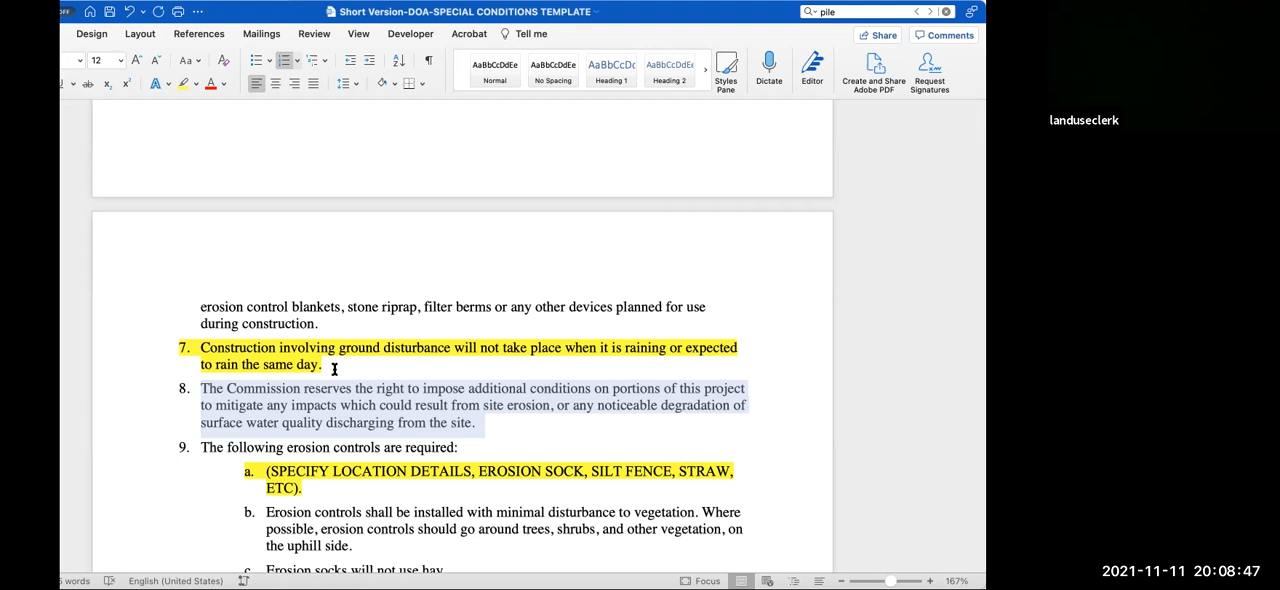 OFF
Short Version-DOA-SPECIAL CONDITIONS TEMPLATE
pile
Design Layout References Mailings Review View Developer Acrobat Tell me
Share Comments
12 Aa
AaBbCcDdEe AaBbCcDdEe AaBbCcDc AaBbCcDdEe
Normal No Spacing Heading 1 Heading 2
Styles Pane
Dictate
Editor
Create and Share Adobe PDF
Request Signatures
landuseclerk
erosion control blankets, stone riprap, filter berms or any other devices planned for use
during construction.
7. Construction involving ground disturbance will not take place when it is raining or expected
to rain the same day.
8. The Commission reserves the right to impose additional conditions on portions of this project
to mitigate any impacts which could result from site erosion, or any noticeable degradation of
surface water quality discharging from the site.
9. The following erosion controls are required:
a. (SPECIFY LOCATION DETAILS, EROSION SOCK, SILT FENCE, STRAW,
ETC).
b. Erosion controls shall be installed with minimal disturbance to vegetation. Where
possible, erosion controls should go around trees, shrubs, and other vegetation, on
the uphill side.
c. Erosion socks will not use hay
words English (United States) Focus 167%
2021-11-11 20:08:47